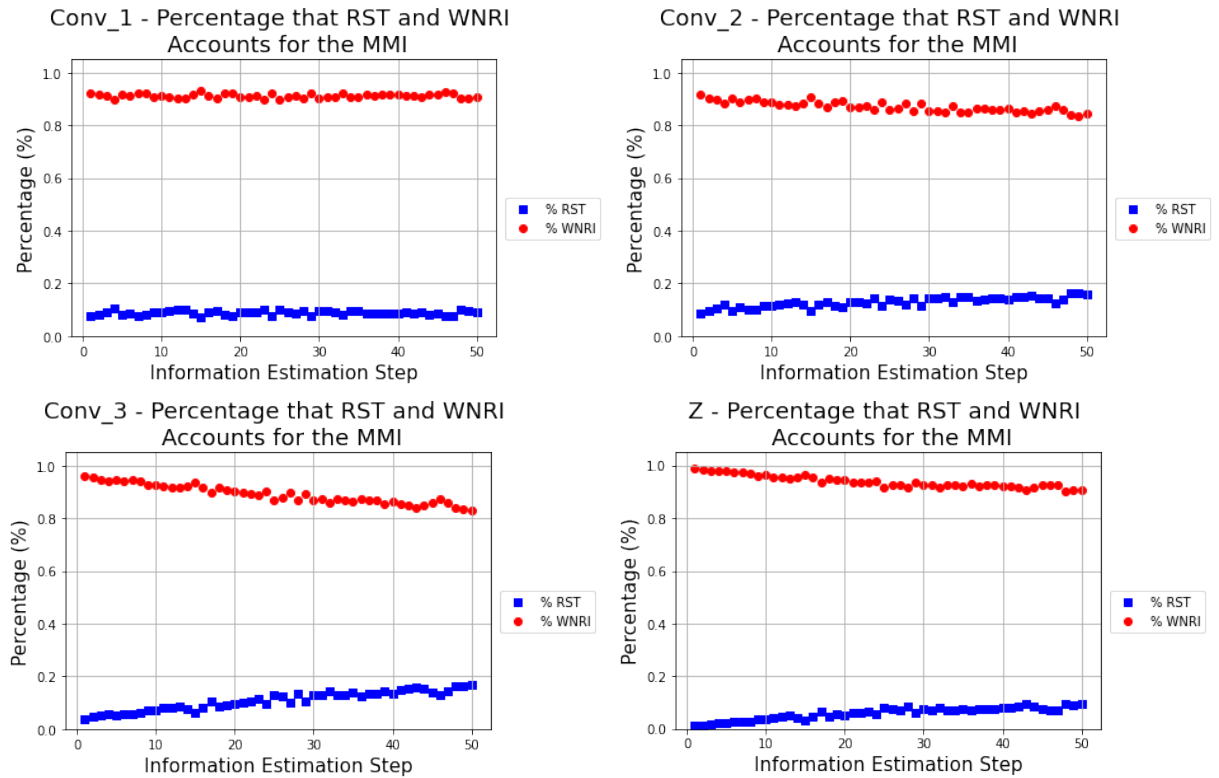 Conv_1 - Percentage that RST and WNRI
Accounts for the MMI
1.0
0.8
0.6
0.4
0.2
0.0
Percentage (%)
0 10 20 30 40 50
Information Estimation Step
% RST
% WNRI
Conv_2 - Percentage that RST and WNRI
Accounts for the MMI
1.0
0.8
0.6
0.4
0.2
0.0
Percentage (%)
0 10 20 30 40 50
Information Estimation Step
% RST
% WNRI
Conv_3 - Percentage that RST and WNRI
Accounts for the MMI
1.0
0.8
0.6
0.4
0.2
0.0
Percentage (%)
0 10 20 30 40 50
Information Estimation Step
% RST
% WNRI
Z - Percentage that RST and WNRI
Accounts for the MMI
1.0
0.8
0.6
0.4
0.2
0.0
Percentage (%)
0 10 20 30 40 50
Information Estimation Step
% RST
% WNRI